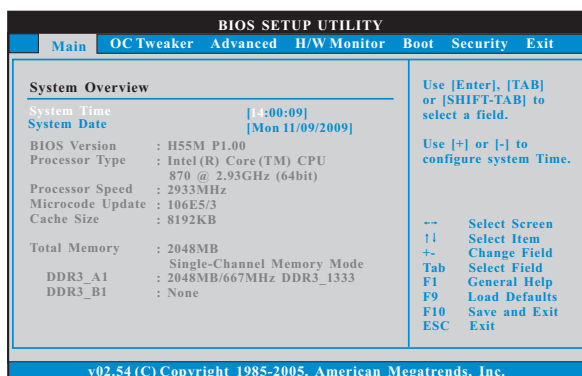 BIOS SETUP UTILITY
Main OC Tweaker Advanced H/W Monitor Boot Security Exit
System Overview
System Time [14:00:09]
System Date [Mon 11/09/2009]
BIOS Version : H55M P1.00
Processor Type : Intel (R) Core (TM) CPU
870 @ 2.93GHz (64bit)
Processor Speed : 2933MHz
Microcode Update : 106E5/3
Cache Size : 8192KB
Total Memory : 2048MB
Single-Channel Memory Mode
DDR3_A1 : 2048MB/667MHz DDR3_1333
DDR3_B1 : None
Use [Enter], [TAB]
or [SHIFT-TAB] to
select a field.
Use [+] or [-] to
configure system Time.
←→ Select Screen
↑↓ Select Item
+- Change Field
Tab Select Field
F1 General Help
F9 Load Defaults
F10 Save and Exit
ESC Exit
v02.54 (C) Copyright 1985-2005, American Megatrends, Inc.